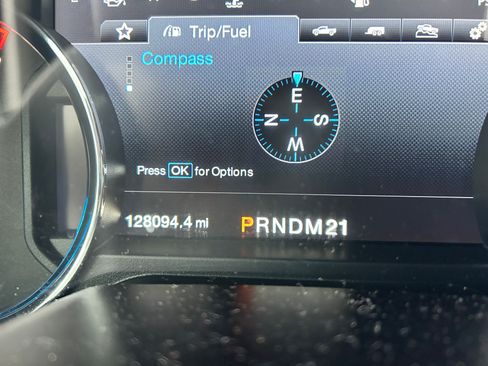 Trip/Fuel
Compass
E
N S
W
Press OK for Options
128094.4 mi PRNDM21